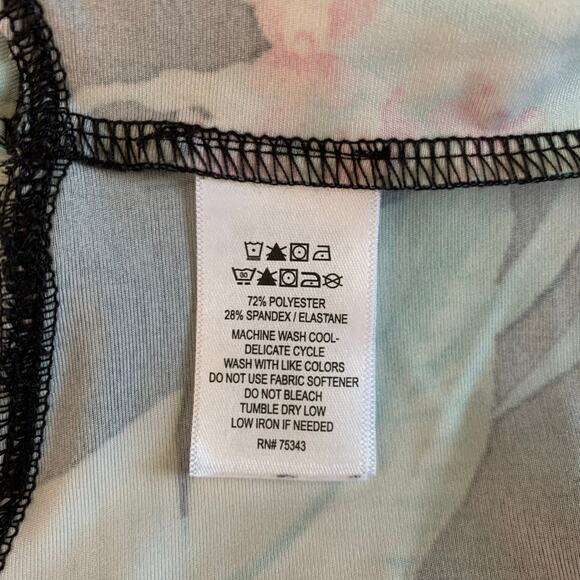 72% POLYESTER
28% SPANDEX / ELASTANE
MACHINE WASH COOL-
DELICATE CYCLE
WASH WITH LIKE COLORS
DO NOT USE FABRIC SOFTENER
DO NOT BLEACH
TUMBLE DRY LOW
LOW IRON IF NEEDED
RN# 75343